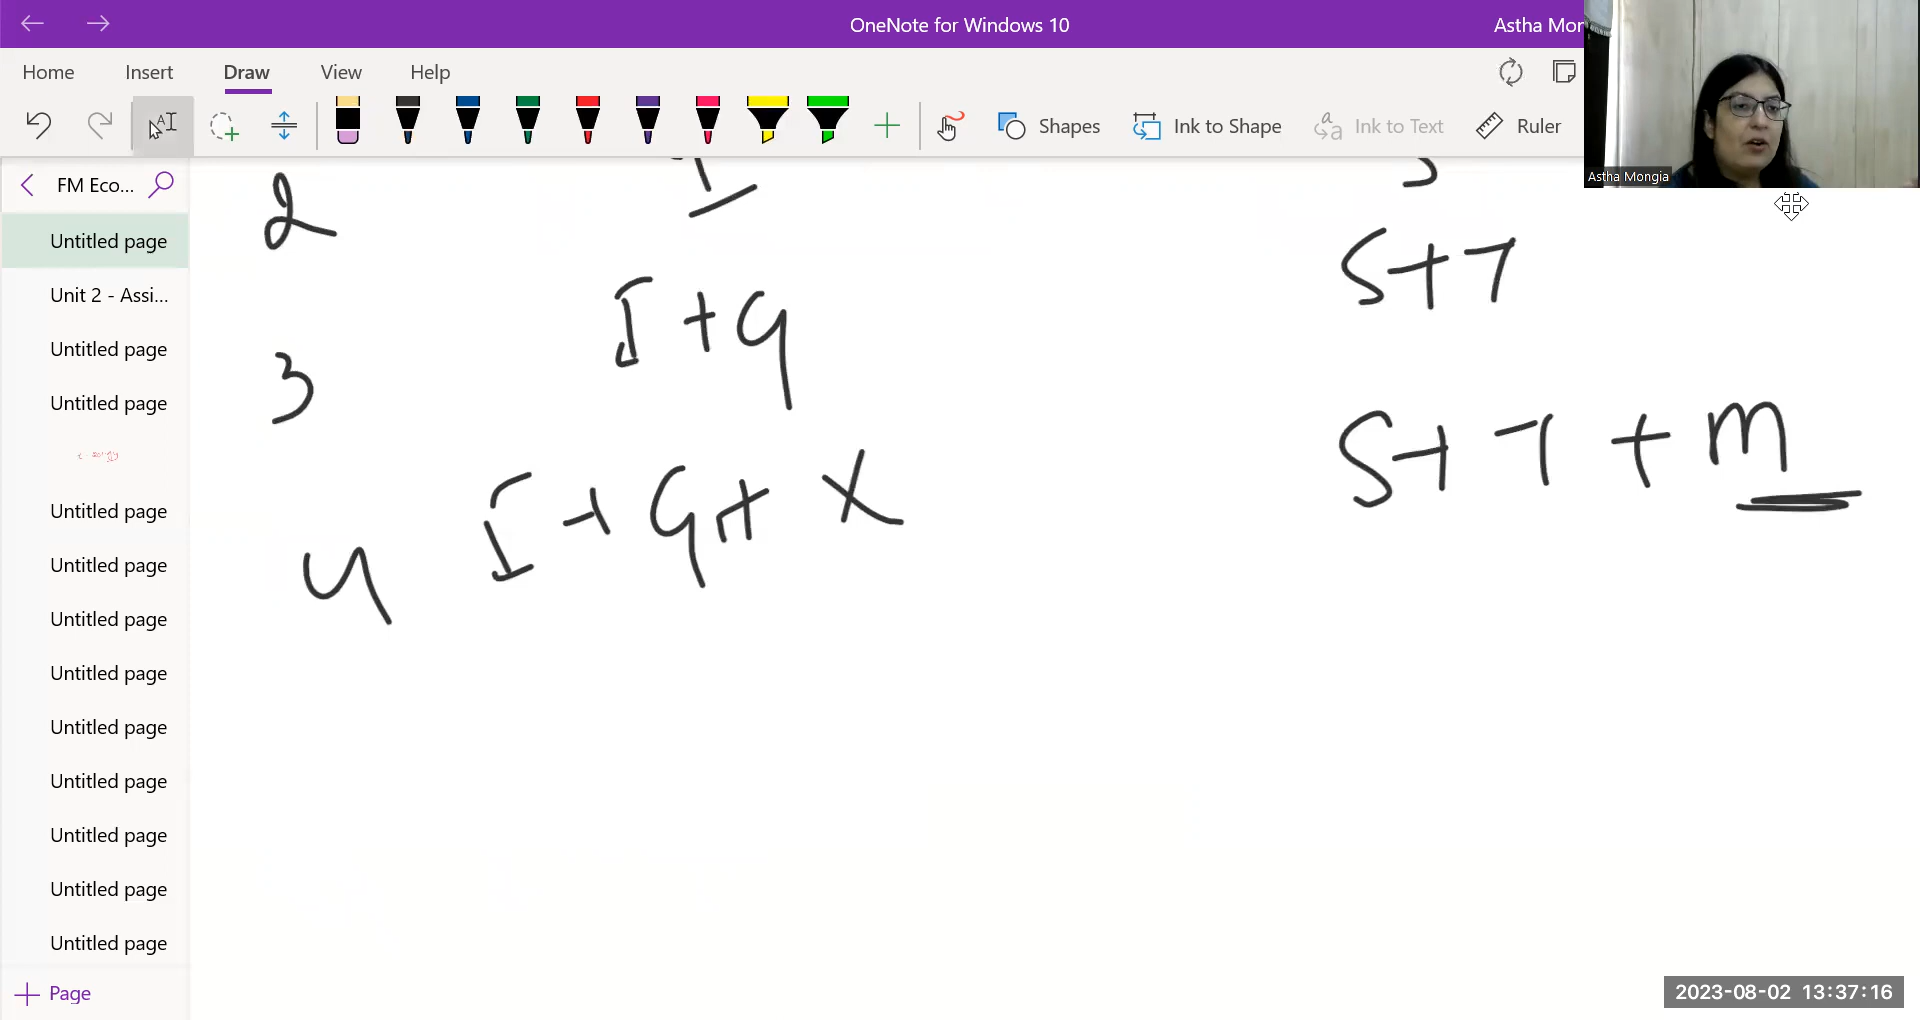 OneNote for Windows 10
Astha Mon
Home Insert Draw View Help
Shapes Ink to Shape Ink to Text Ruler
Astha Mongia
FM Eco...
Untitled page
Unit 2 - Assi...
Untitled page
Untitled page
Untitled page
Untitled page
Untitled page
Untitled page
Untitled page
Untitled page
Untitled page
Untitled page
Untitled page
+ Page
2 I S
3 I + G S + T
4 I + G + X S + T + M
2023-08-02 13:37:16